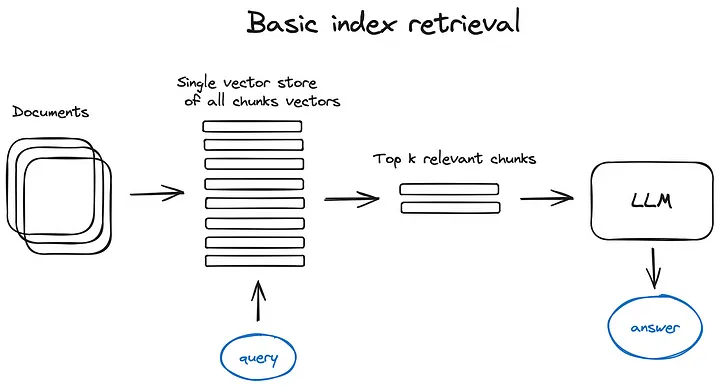 Basic index retrieval
Single vector store
of all chunks vectors
Documents
Top k relevant chunks
LLM
query
answer